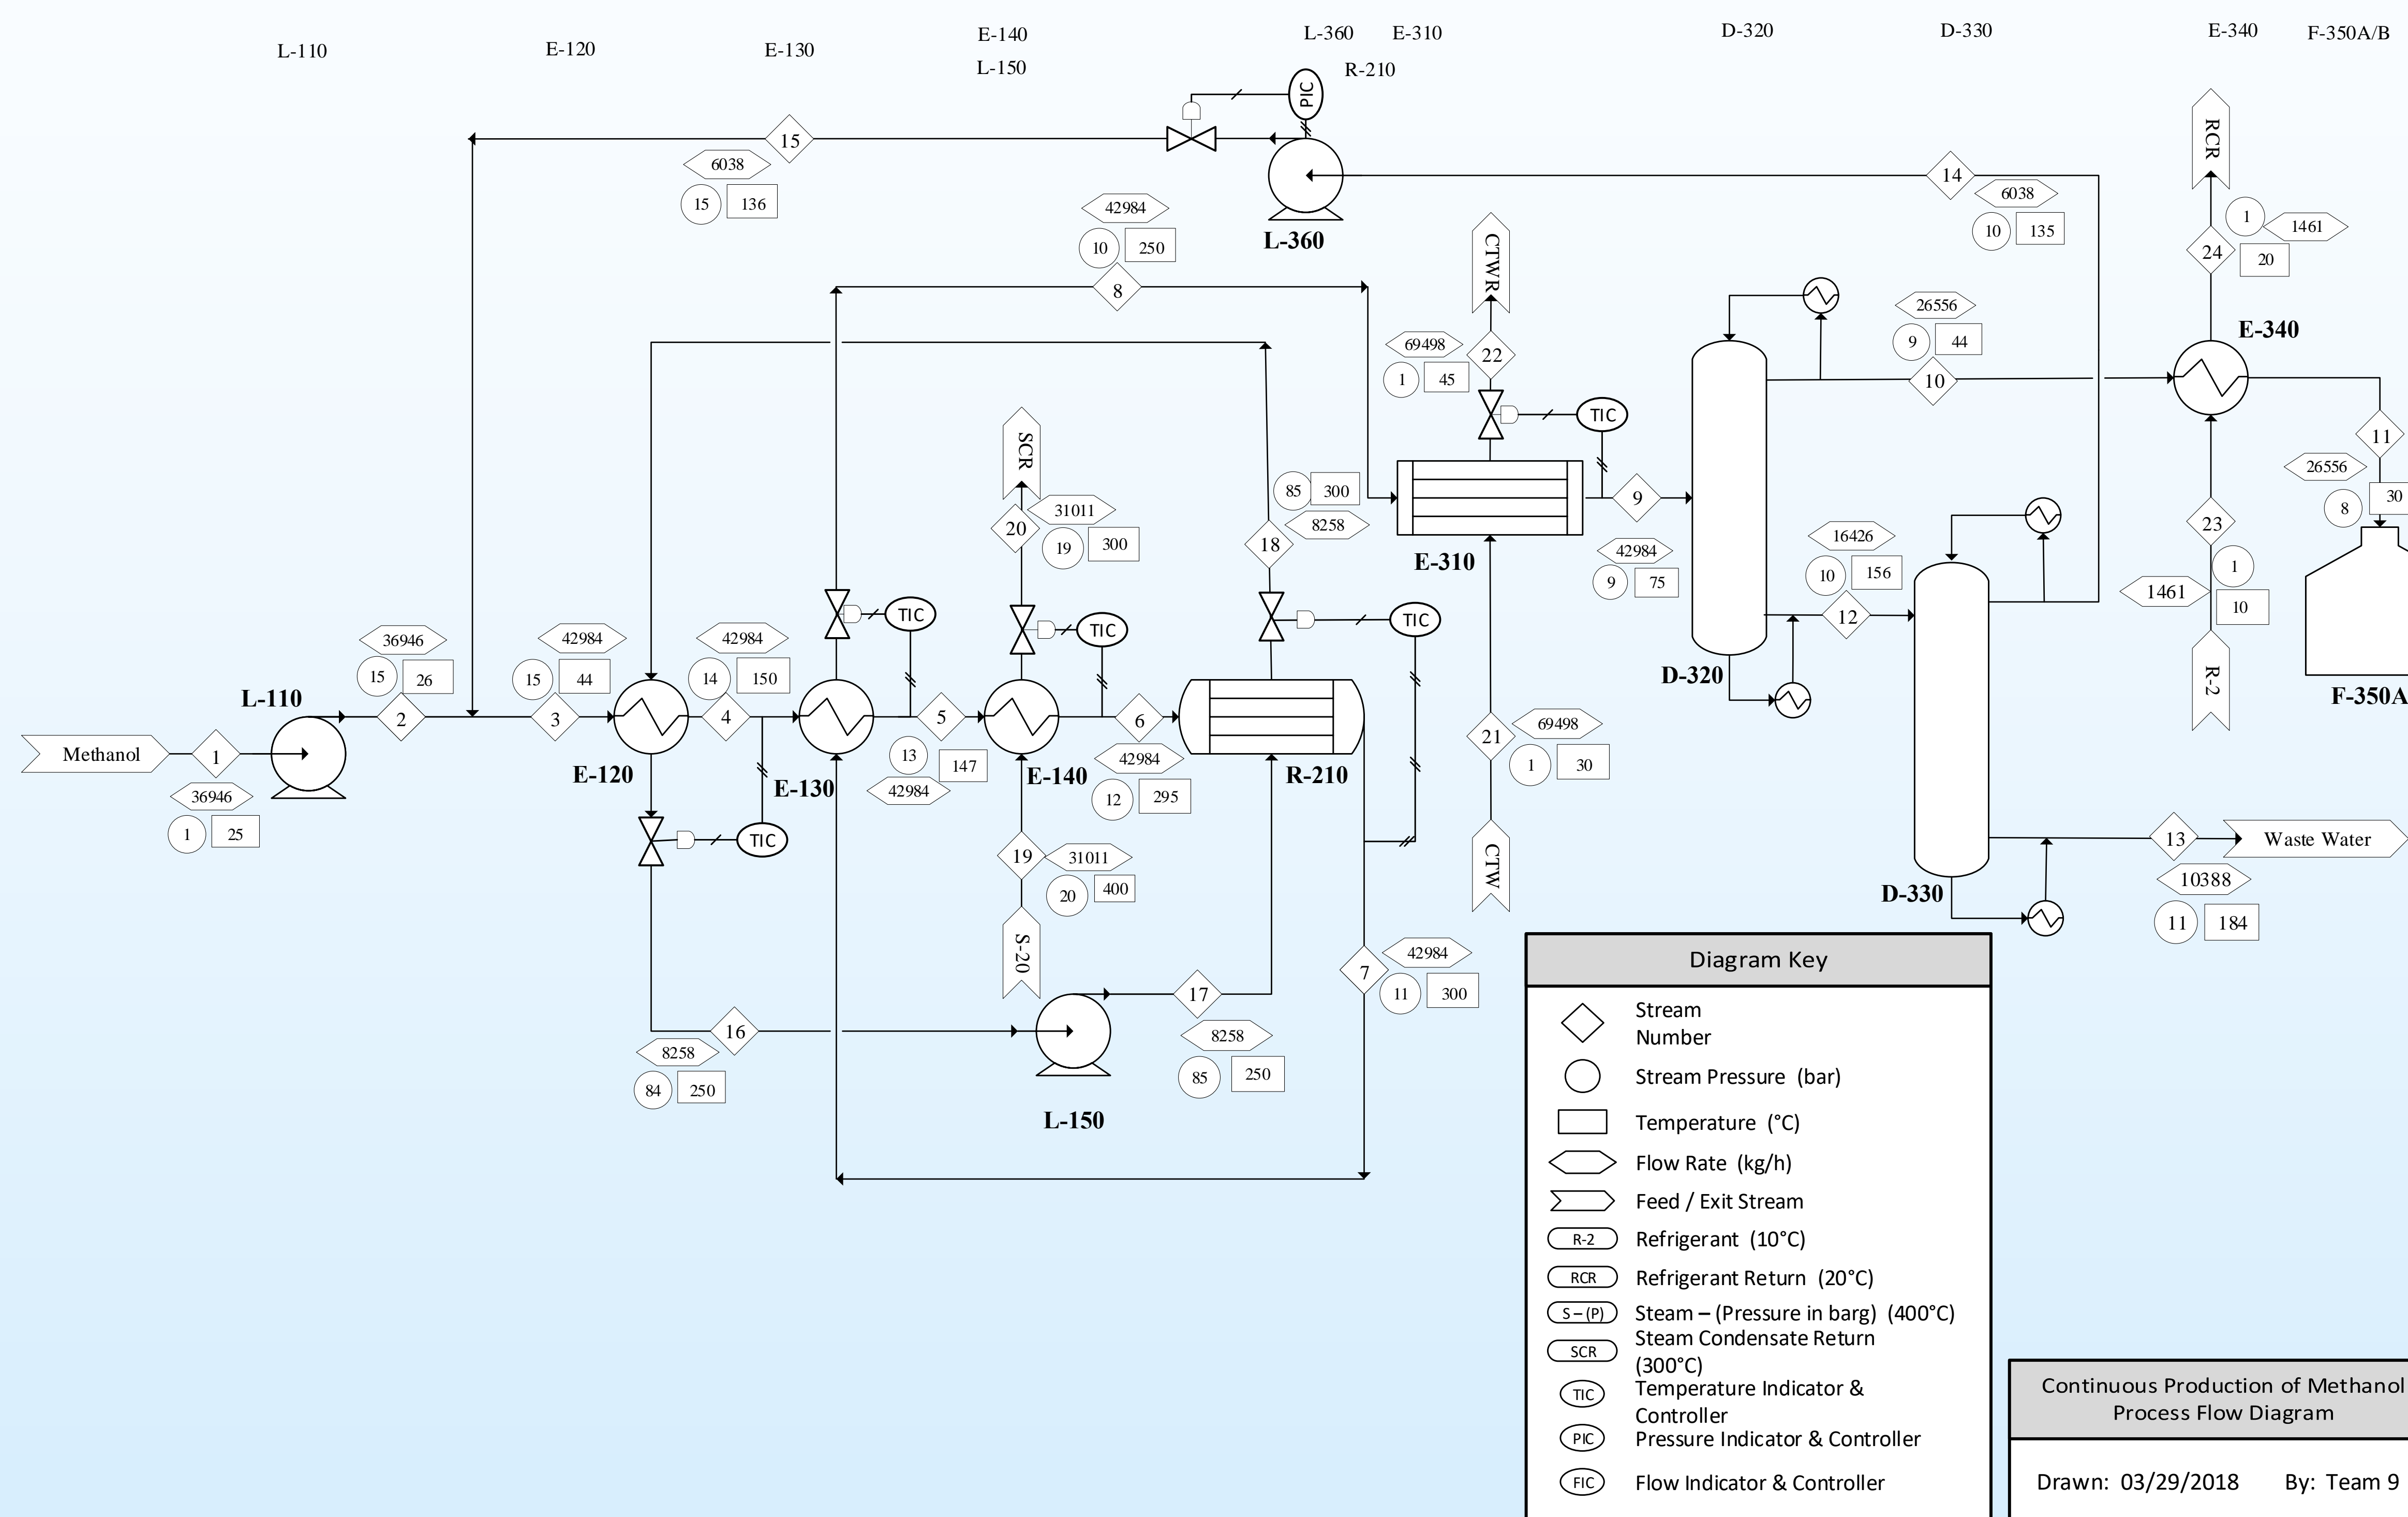 L-110
E-120
E-130
E-140
L-150
L-360
E-310
R-210
D-320
D-330
E-340
F-350A/B
PIC
15
6038
15 136
L-360
14
6038
10 135
RCR
1
1461
24
20
42984
10 250
8
CTWR
69498
22
1 45
TIC
26556
9 44
10
E-340
11
26556
30
8
SCR
20
31011
19 300
85 300
8258
18
E-310
9
42984
9 75
16426
10 156
12
23
1
1461
10
R-2
D-320
F-350A
TIC
TIC
TIC
36946
15 26
2
42984
15 44
3
42984
14 150
4
5
13 147
42984
6
42984
12 295
L-110
Methanol
1
36946
1 25
E-120
E-130
E-140
R-210
TIC
21
69498
1 30
CTW
19
31011
20 400
S-20
D-330
13
Waste Water
10388
11 184
7
42984
11 300
16
8258
84 250
17
8258
85 250
L-150
Diagram Key
Stream
Number
Stream Pressure (bar)
Temperature (°C)
Flow Rate (kg/h)
Feed / Exit Stream
R-2 Refrigerant (10°C)
RCR Refrigerant Return (20°C)
S – (P) Steam – (Pressure in barg) (400°C)
SCR Steam Condensate Return
(300°C)
TIC Temperature Indicator &
Controller
PIC Pressure Indicator & Controller
FIC Flow Indicator & Controller
Continuous Production of Methanol
Process Flow Diagram
Drawn: 03/29/2018 By: Team 9